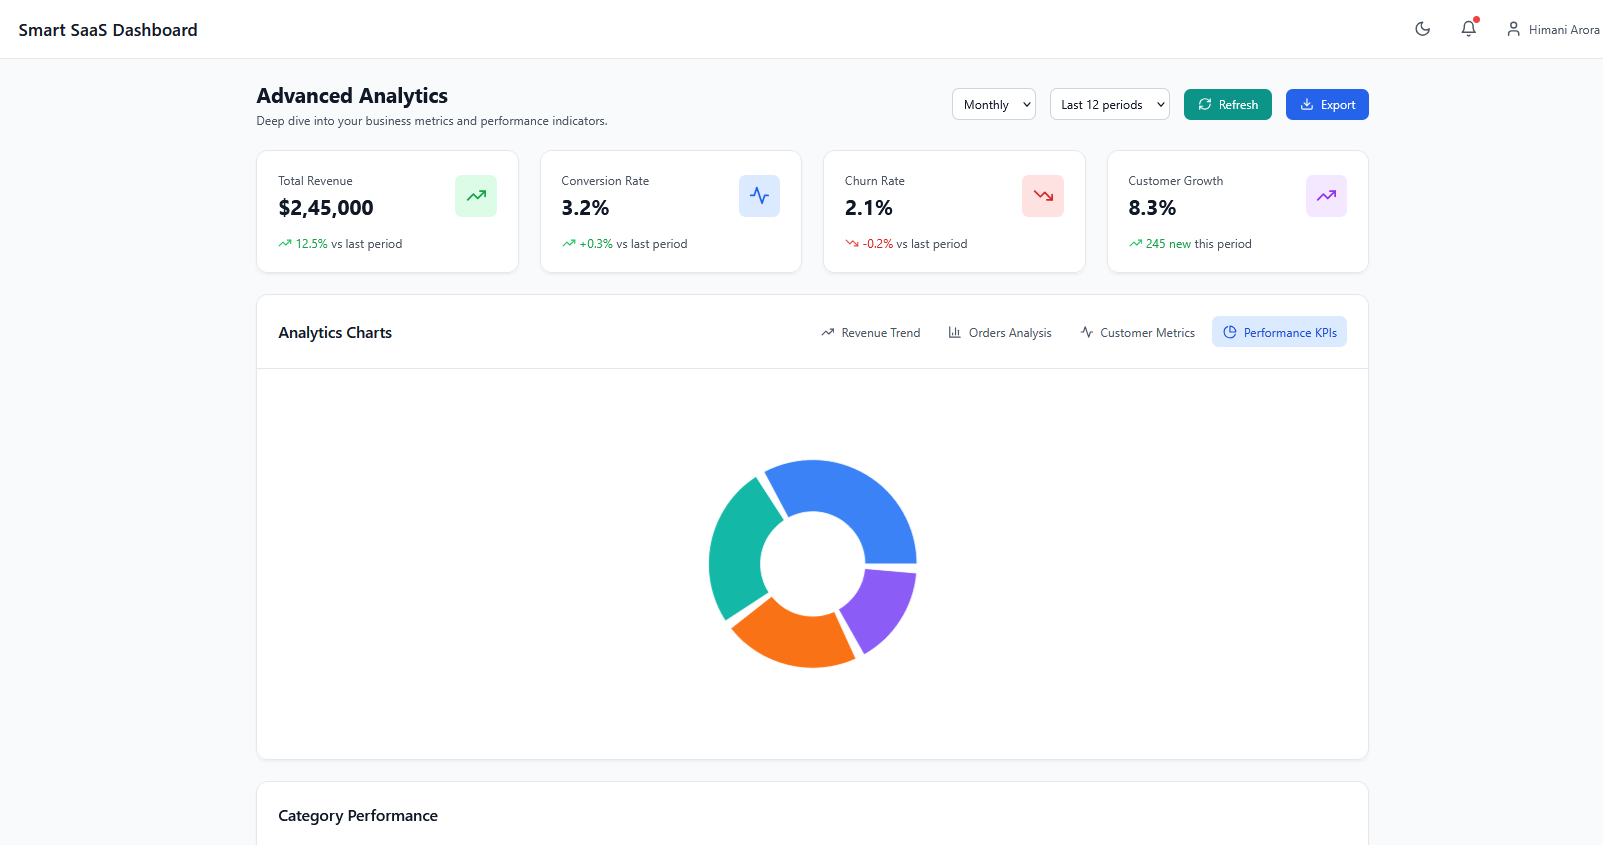 Smart SaaS Dashboard
Himani Arora
Advanced Analytics
Deep dive into your business metrics and performance indicators.
Monthly
Last 12 periods
Refresh
Export
Total Revenue
$2,45,000
12.5% vs last period
Conversion Rate
3.2%
+0.3% vs last period
Churn Rate
2.1%
-0.2% vs last period
Customer Growth
8.3%
245 new this period
Analytics Charts
Revenue Trend
Orders Analysis
Customer Metrics
Performance KPIs
Category Performance